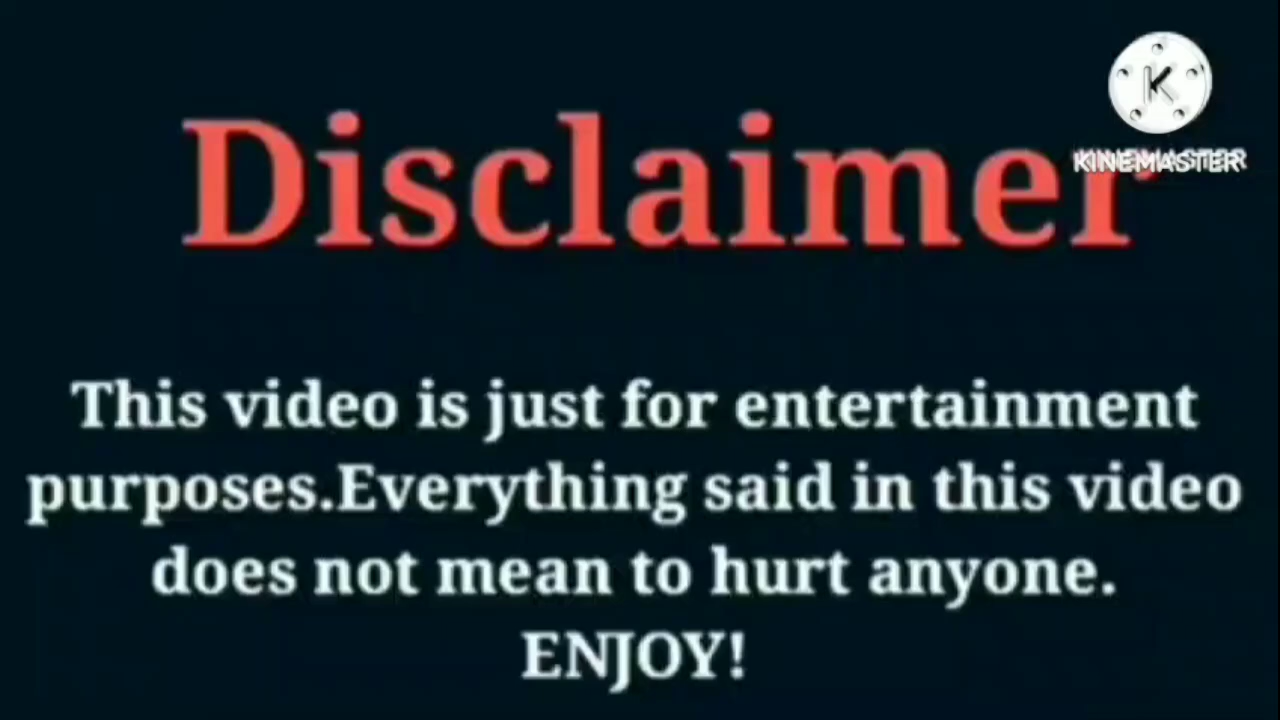 K
KINEMASTER
Disclaimer
This video is just for entertainment
purposes.Everything said in this video
does not mean to hurt anyone.
ENJOY!